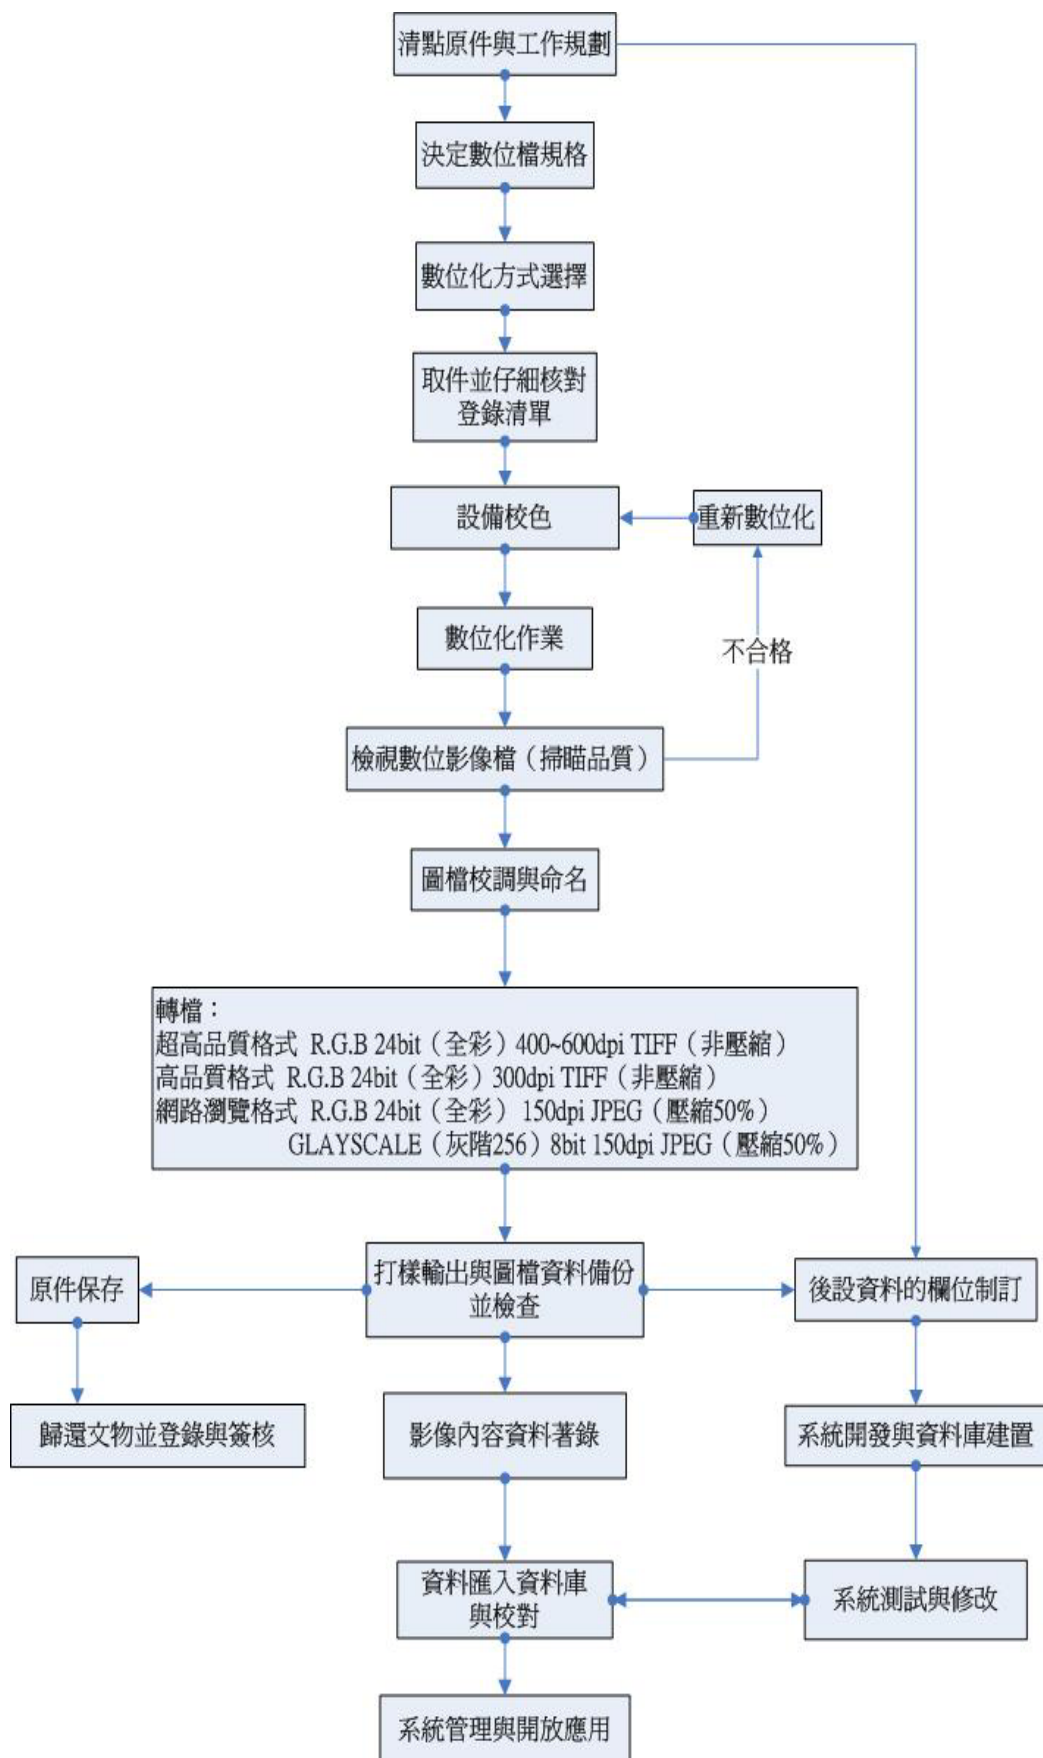 清點原件與工作規劃
決定數位檔規格
數位化方式選擇
取件並仔細核對
登錄清單
設備校色
重新數位化
數位化作業
不合格
檢視數位影像檔（掃瞄品質）
圖檔校調與命名
轉檔：
超高品質格式 R.G.B 24bit（全彩）400~600dpi TIFF（非壓縮）
高品質格式 R.G.B 24bit（全彩）300dpi TIFF（非壓縮）
網路瀏覽格式 R.G.B 24bit（全彩） 150dpi JPEG（壓縮50%）
GLAYSCALE（灰階256）8bit 150dpi JPEG（壓縮50%）
打樣輸出與圖檔資料備份
並檢查
原件保存
後設資料的欄位制訂
歸還文物並登錄與簽核
影像內容資料著錄
系統開發與資料庫建置
資料匯入資料庫
與校對
系統測試與修改
系統管理與開放應用